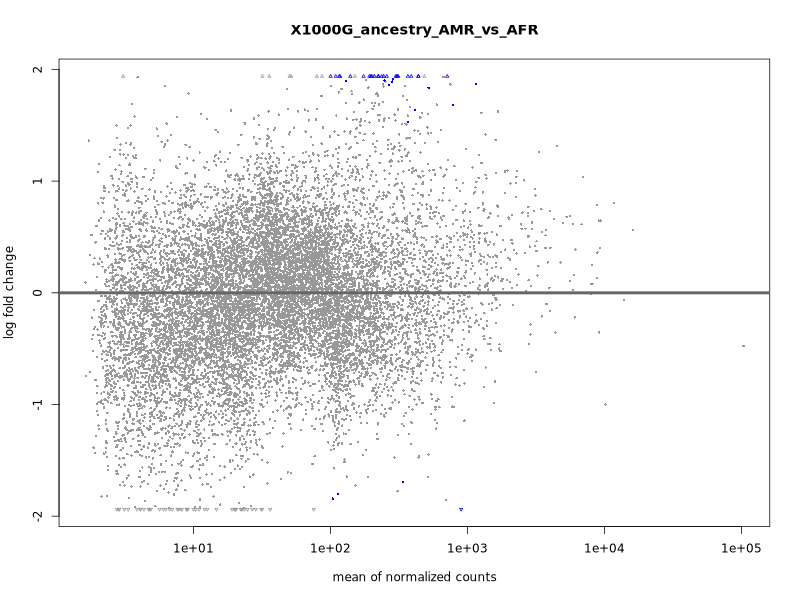 X1000G_ancestry_AMR_vs_AFR
2
1
0
-1
-2
log fold change
1e+01 1e+02 1e+03 1e+04 1e+05
mean of normalized counts